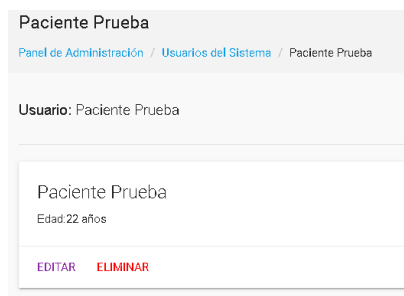 Paciente Prueba
Panel de Administración / Usuarios del Sistema / Paciente Prueba
Usuario: Paciente Prueba
Paciente Prueba
Edad:22 años
EDITAR ELIMINAR